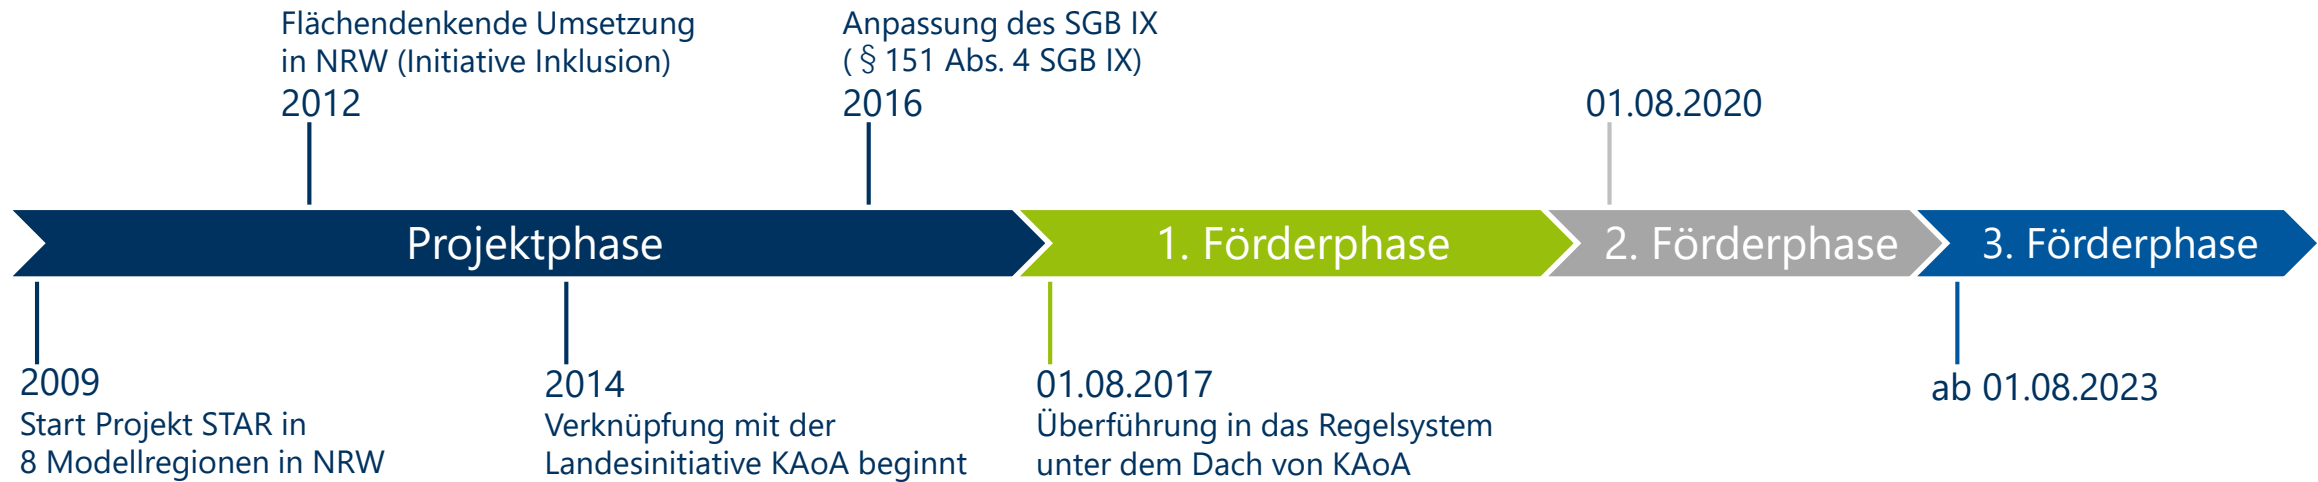 Flächendenkende Umsetzung
in NRW (Initiative Inklusion)
2012
Anpassung des SGB IX
( § 151 Abs. 4 SGB IX)
2016
01.08.2020
Projektphase
1. Förderphase
2. Förderphase
3. Förderphase
2009
Start Projekt STAR in
8 Modellregionen in NRW
2014
Verknüpfung mit der
Landesinitiative KAoA beginnt
01.08.2017
Überführung in das Regelsystem
unter dem Dach von KAoA
ab 01.08.2023